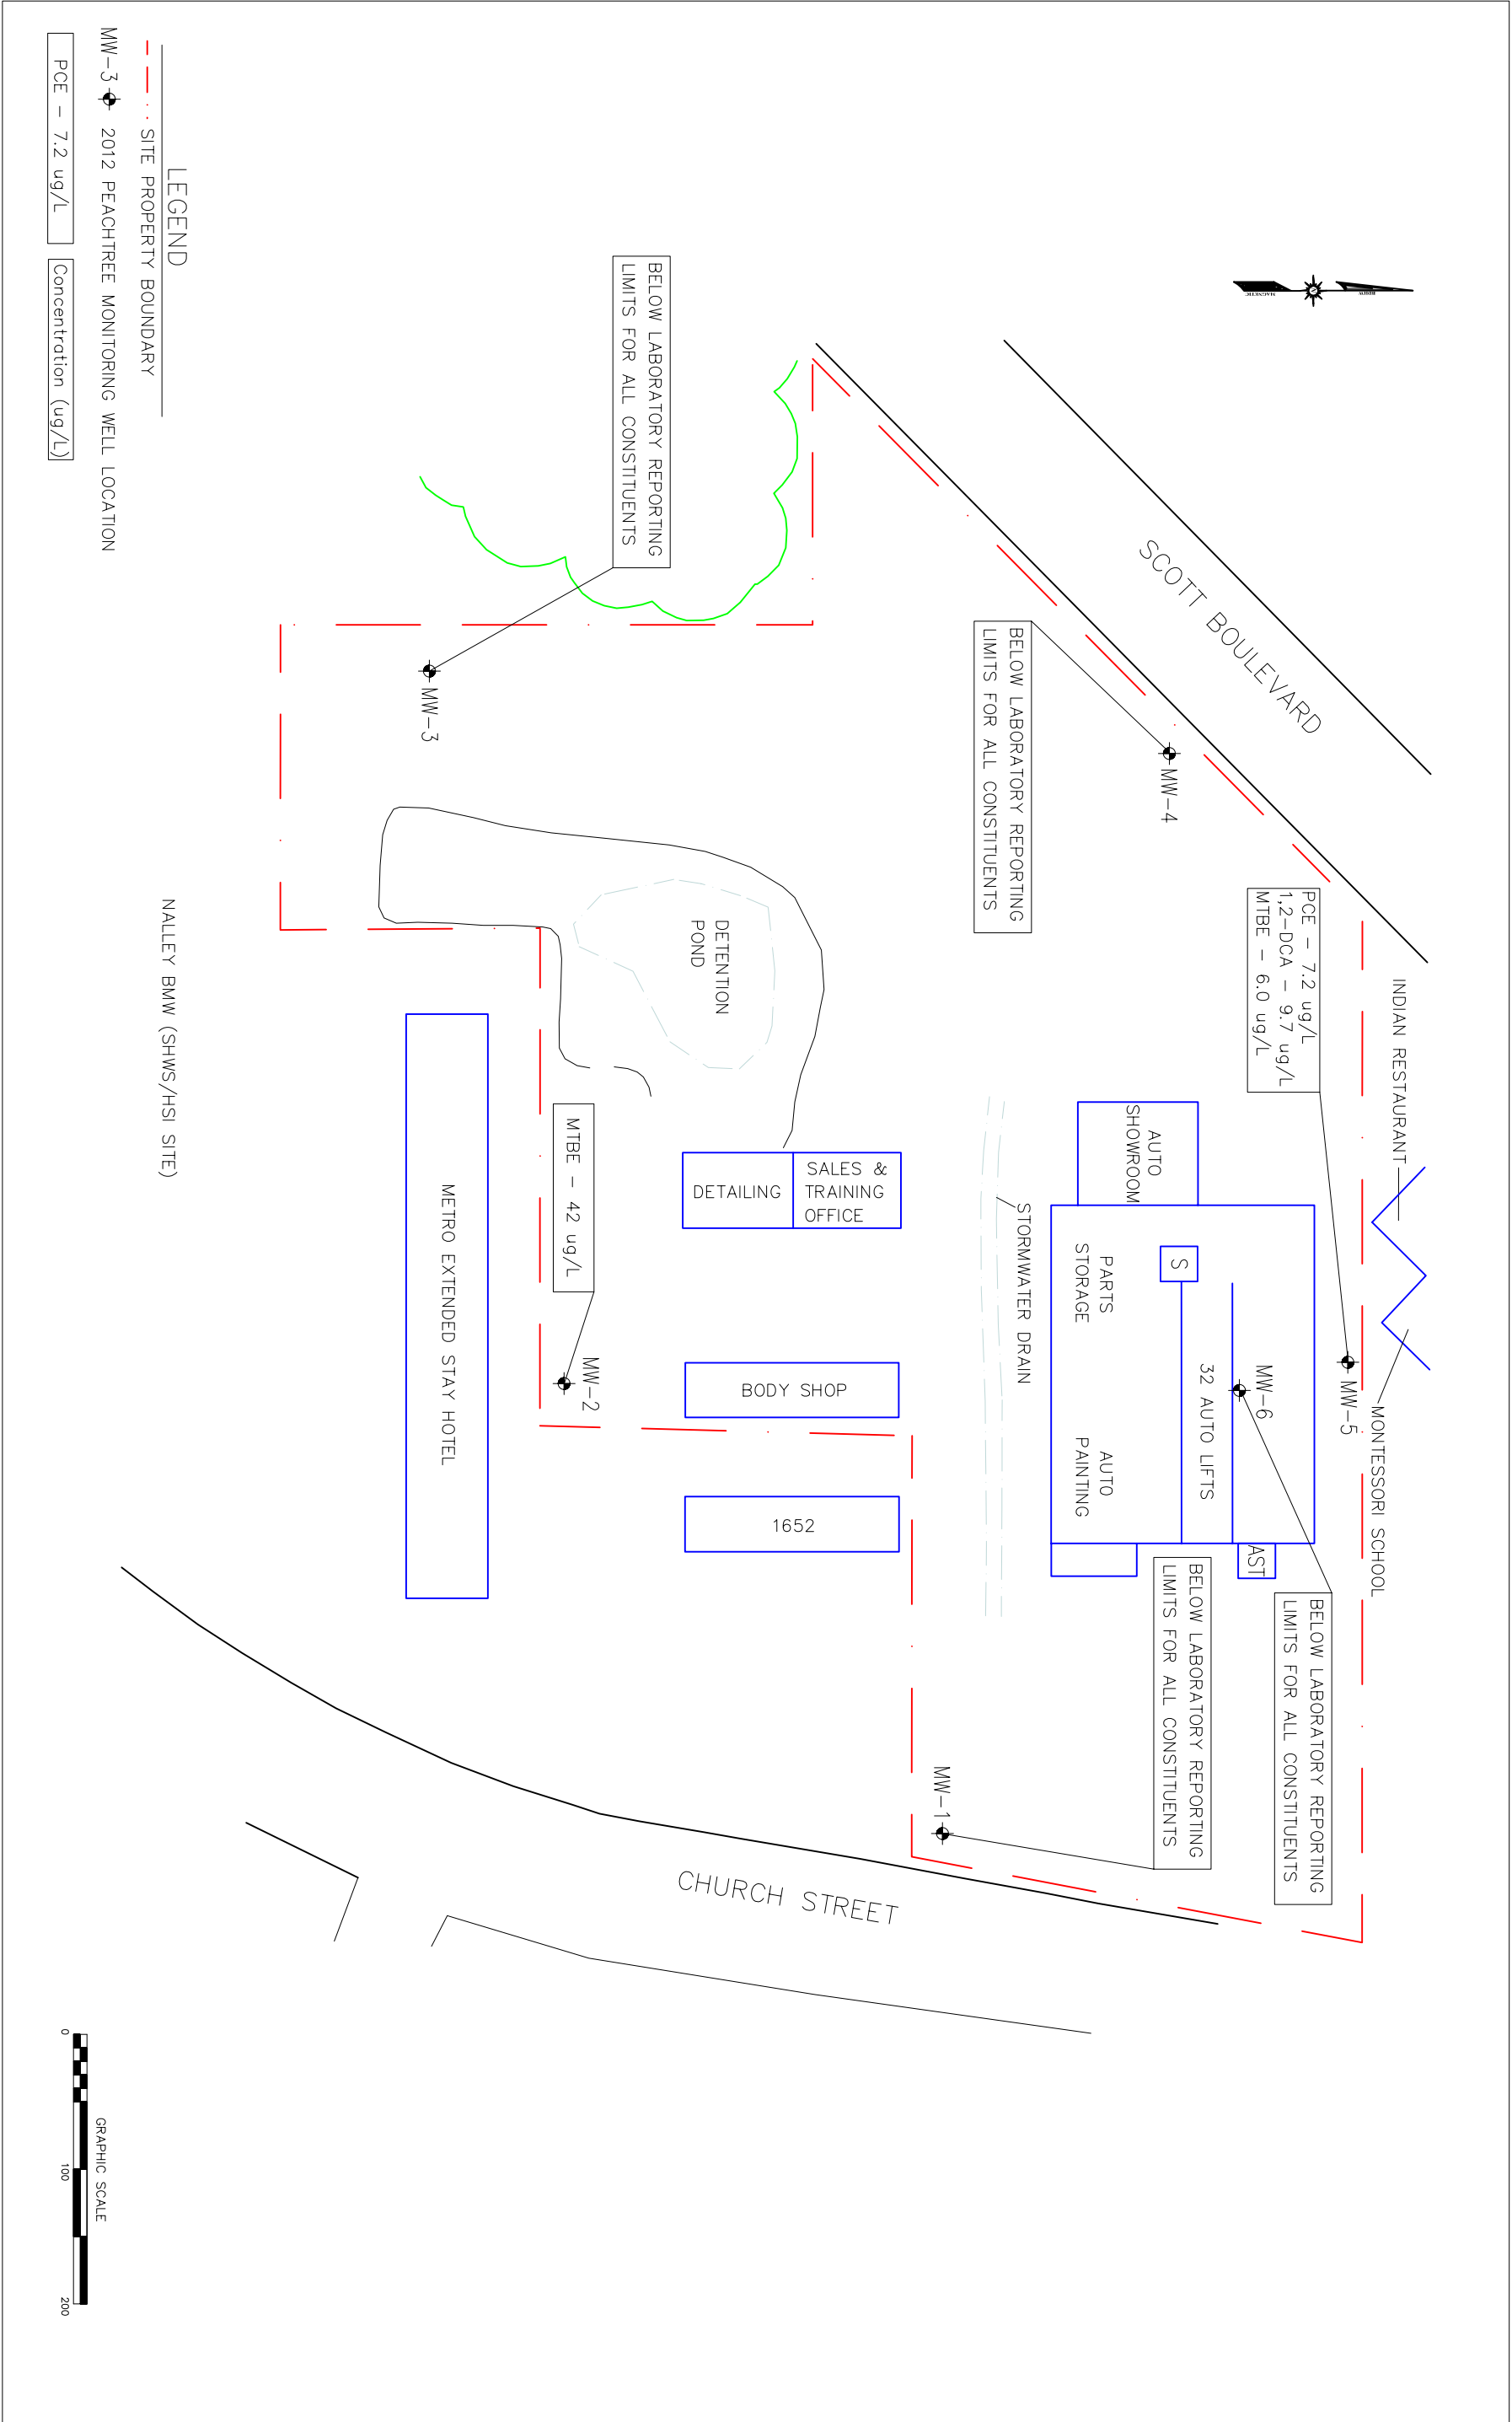 INDIAN RESTAURANT
MONTESSORI SCHOOL
SCOTT BOULEVARD
PCE - 7.2 ug/L
1,2-DCA - 9.7 ug/L
MTBE - 6.0 ug/L
MW-5
BELOW LABORATORY REPORTING
LIMITS FOR ALL CONSTITUENTS
MW-6
32 AUTO LIFTS
AST
S
AUTO
SHOWROOM
PARTS
STORAGE
AUTO
PAINTING
BELOW LABORATORY REPORTING
LIMITS FOR ALL CONSTITUENTS
MW-4
BELOW LABORATORY REPORTING
LIMITS FOR ALL CONSTITUENTS
STORMWATER DRAIN
MW-1
SALES &
TRAINING
OFFICE
DETAILING
BODY SHOP
1652
CHURCH STREET
DETENTION
POND
BELOW LABORATORY REPORTING
LIMITS FOR ALL CONSTITUENTS
MW-3
MTBE - 42 ug/L
MW-2
METRO EXTENDED STAY HOTEL
NALLEY BMW (SHWS/HSI SITE)
LEGEND
SITE PROPERTY BOUNDARY
MW-3 2012 PEACHTREE MONITORING WELL LOCATION
PCE - 7.2 ug/L Concentration (ug/L)
GRAPHIC SCALE
0 100 200